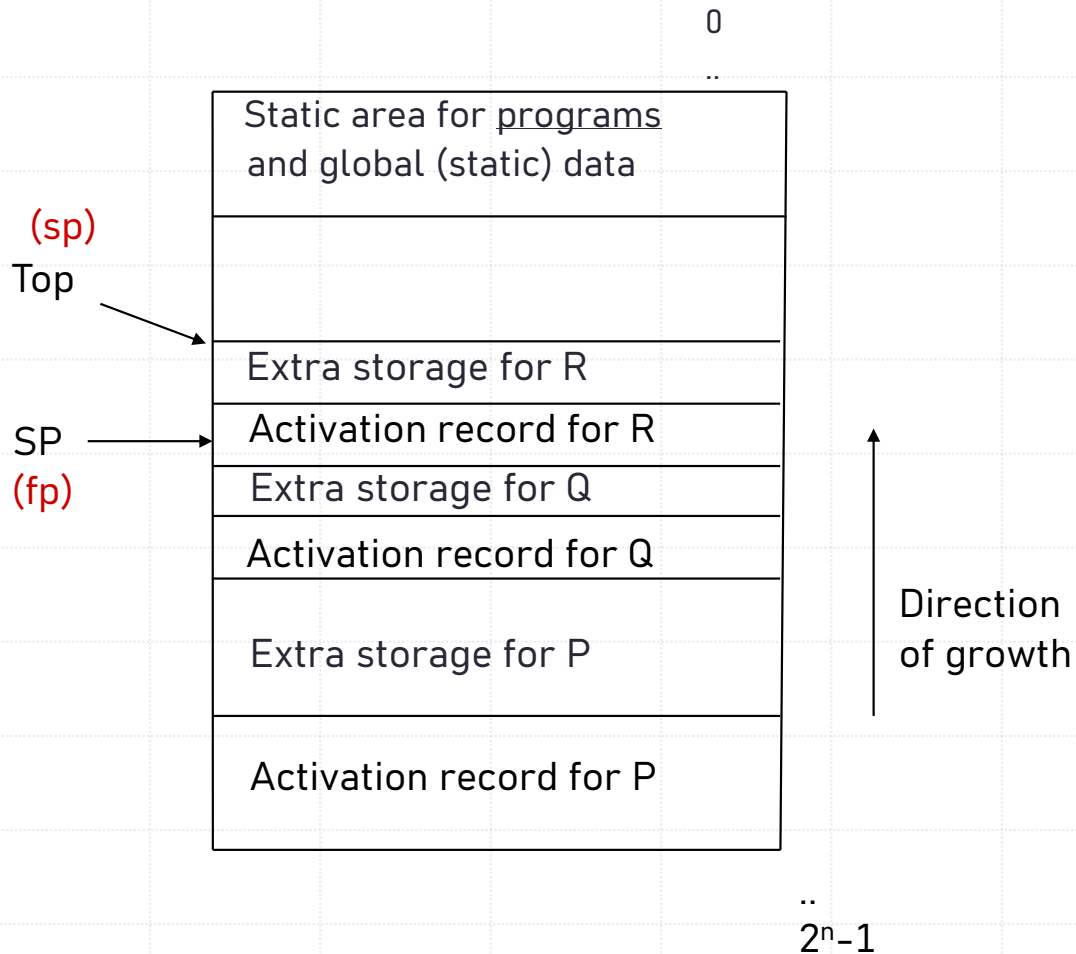 0
..
Static area for programs
and global (static) data
(sp)
Top
Extra storage for R
Activation record for R
SP
(fp)
Extra storage for Q
Activation record for Q
Direction
of growth
Extra storage for P
Activation record for P
..
2ⁿ-1